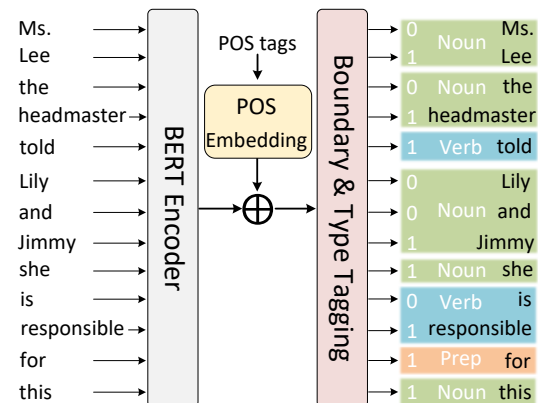 Ms.
Lee
the
headmaster
told
Lily
and
Jimmy
she
is
responsible
for
this
BERT Encoder
POS tags
POS
Embedding
Boundary & Type Tagging
0 Noun Ms.
1 Lee
0 Noun the
1 headmaster
1 Verb told
0 Lily
0 Noun and
1 Jimmy
1 Noun she
0 Verb is
1 responsible
1 Prep for
1 Noun this